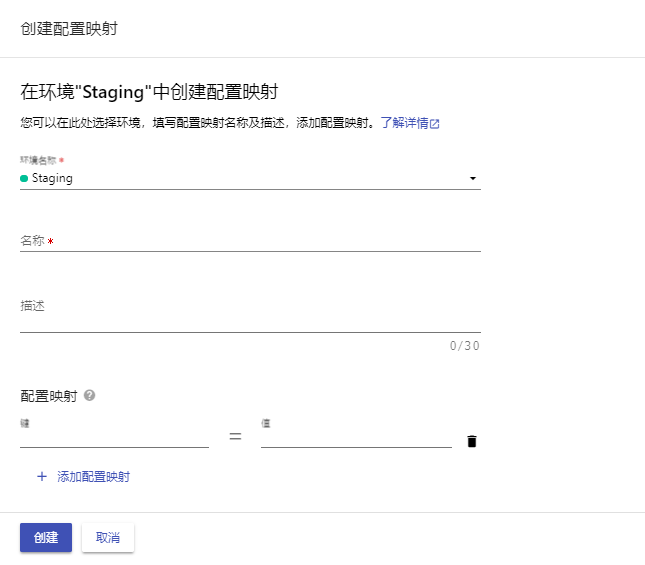 创建配置映射
在环境"Staging"中创建配置映射
您可以在此处选择环境，填写配置映射名称及描述，添加配置映射。了解详情
环境名称 *
Staging
名称 *
描述
0/30
配置映射 ?
键 = 值
+ 添加配置映射
创建 取消